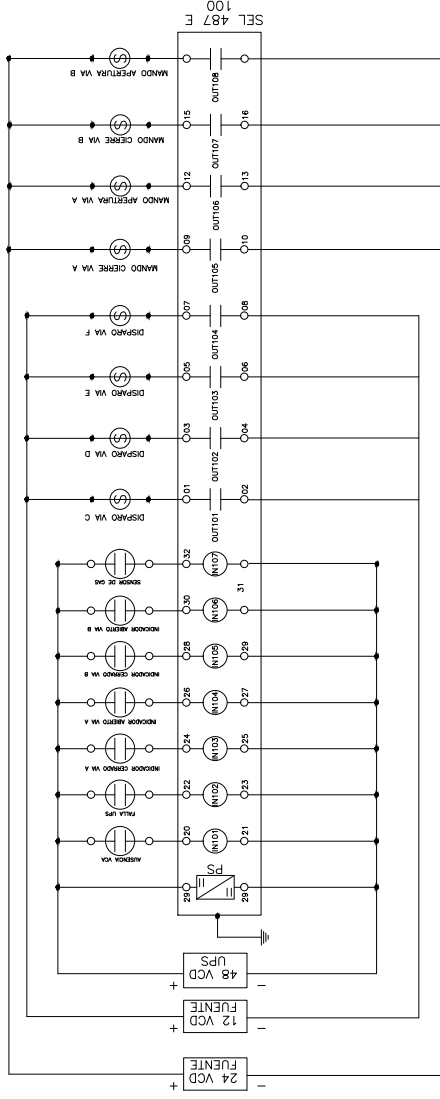 SEL 487 E
100
MANDO APERTURA VIA B
OUT108
15
16
MANDO CIERRE VIA B
OUT107
12
13
MANDO APERTURA VIA A
OUT106
09
10
MANDO CIERRE VIA A
OUT105
07
08
DISPARO VIA F
OUT104
05
06
DISPARO VIA E
OUT103
03
04
DISPARO VIA D
OUT102
01
02
DISPARO VIA C
OUT101
32
IN107
31
SENSOR DE GAS
30
IN106
INDICADOR ABIERTO VIA B
28
IN105
29
INDICADOR CERRADO VIA B
26
IN104
27
INDICADOR ABIERTO VIA A
24
IN103
25
INDICADOR CERRADO VIA A
22
IN102
23
FALLA UPS
20
IN101
21
AUSENCIA VCA
PS
29
29
+ 48 VCD −
UPS
+ 12 VCD −
FUENTE
+ 24 VCD −
FUENTE